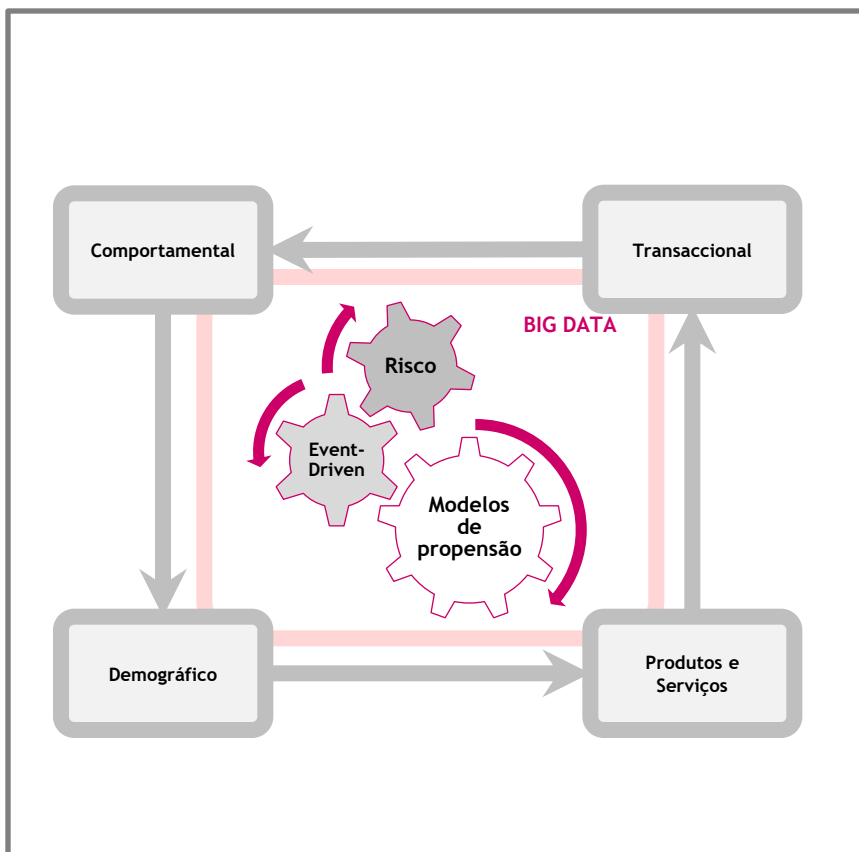 Comportamental
Transaccional
BIG DATA
Risco
Event-
Driven
Modelos
de
propensão
Demográfico
Produtos e
Serviços